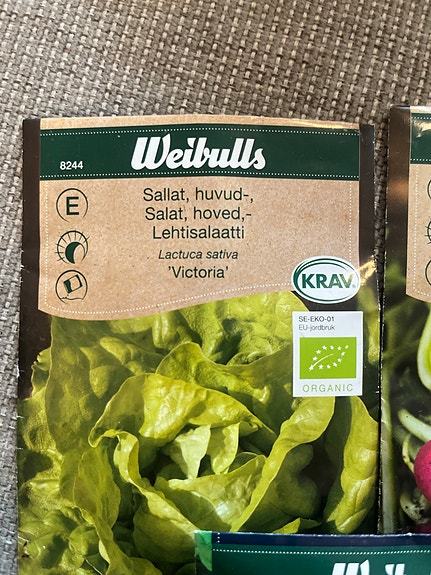 8244
Weibulls
E
Sallat, huvud-,
Salat, hoved,-
Lehtisalaatti
Lactuca sativa
'Victoria'
KRAV
SE-EKO-01
EU-jordbruk
ORGANIC